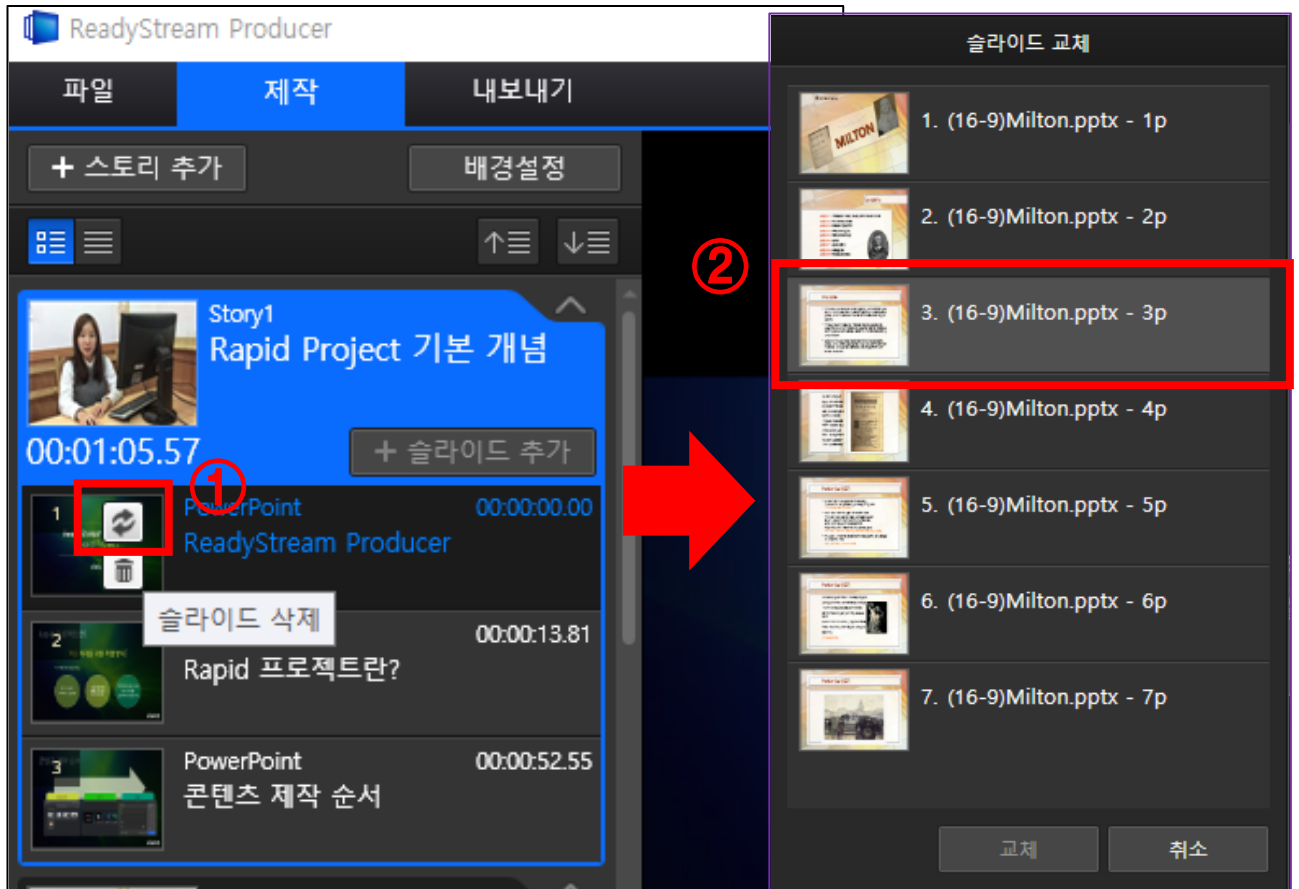 ReadyStream Producer
파일
제작
내보내기
+ 스토리 추가
배경설정
Story1
Rapid Project 기본 개념
00:01:05.57
+ 슬라이드 추가
①
1
PowerPoint
00:00:00.00
ReadyStream Producer
슬라이드 삭제
2
00:00:13.81
Rapid 프로젝트란?
3
PowerPoint
00:00:52.55
콘텐츠 제작 순서
②
슬라이드 교체
MILTON
1. (16-9)Milton.pptx - 1p
2. (16-9)Milton.pptx - 2p
3. (16-9)Milton.pptx - 3p
4. (16-9)Milton.pptx - 4p
5. (16-9)Milton.pptx - 5p
6. (16-9)Milton.pptx - 6p
7. (16-9)Milton.pptx - 7p
교체
취소